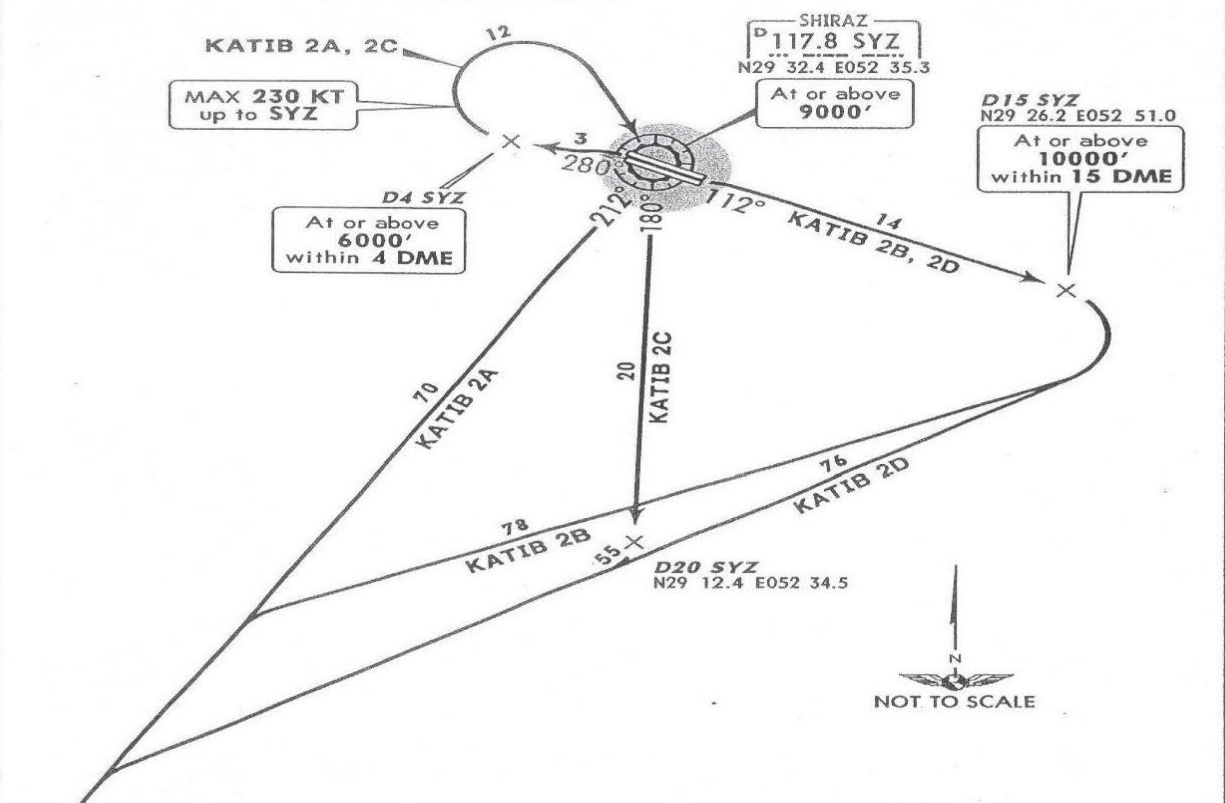 SHIRAZ
D 117.8 SYZ
N29 32.4 E052 35.3
At or above
9000'
12
KATIB 2A, 2C
MAX 230 KT
up to SYZ
D15 SYZ
N29 26.2 E052 51.0
At or above
10000'
within 15 DME
3
280°
D4 SYZ
At or above
6000'
within 4 DME
212°
180°
112°
14
KATIB 2B, 2D
70
KATIB 2A
20
KATIB 2C
76
KATIB 2D
78
KATIB 2B
55
D20 SYZ
N29 12.4 E052 34.5
N
NOT TO SCALE